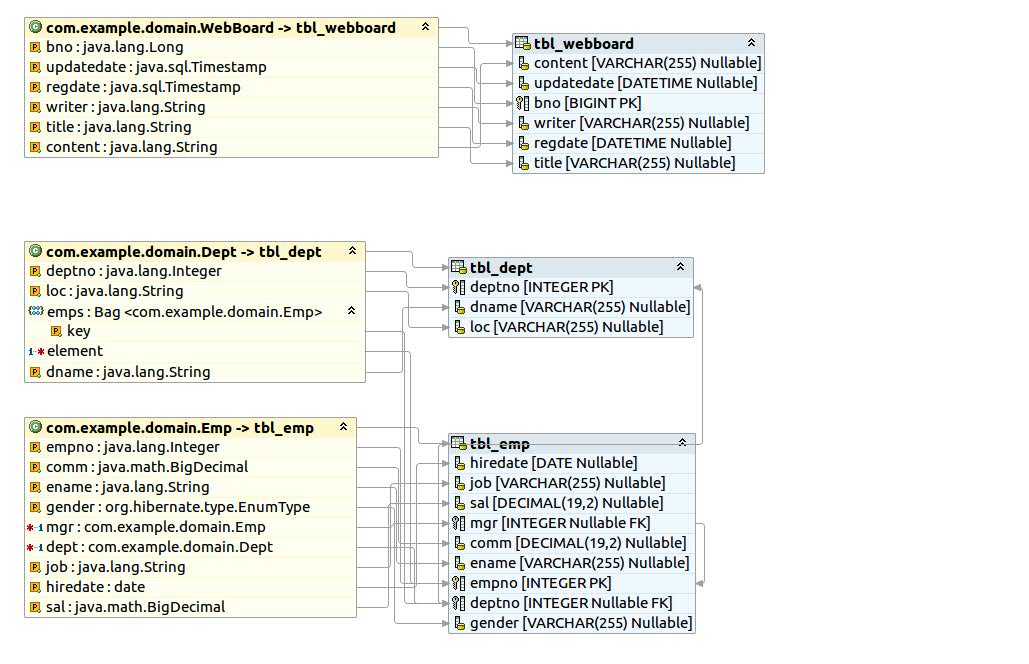 com.example.domain.WebBoard -> tbl_webboard
bno : java.lang.Long
updatedate : java.sql.Timestamp
regdate : java.sql.Timestamp
writer : java.lang.String
title : java.lang.String
content : java.lang.String
tbl_webboard
content [VARCHAR(255) Nullable]
updatedate [DATETIME Nullable]
bno [BIGINT PK]
writer [VARCHAR(255) Nullable]
regdate [DATETIME Nullable]
title [VARCHAR(255) Nullable]
com.example.domain.Dept -> tbl_dept
deptno : java.lang.Integer
loc : java.lang.String
emps : Bag <com.example.domain.Emp>
key
element
dname : java.lang.String
tbl_dept
deptno [INTEGER PK]
dname [VARCHAR(255) Nullable]
loc [VARCHAR(255) Nullable]
com.example.domain.Emp -> tbl_emp
empno : java.lang.Integer
comm : java.math.BigDecimal
ename : java.lang.String
gender : org.hibernate.type.EnumType
mgr : com.example.domain.Emp
dept : com.example.domain.Dept
job : java.lang.String
hiredate : date
sal : java.math.BigDecimal
tbl_emp
hiredate [DATE Nullable]
job [VARCHAR(255) Nullable]
sal [DECIMAL(19,2) Nullable]
mgr [INTEGER Nullable FK]
comm [DECIMAL(19,2) Nullable]
ename [VARCHAR(255) Nullable]
empno [INTEGER PK]
deptno [INTEGER Nullable FK]
gender [VARCHAR(255) Nullable]